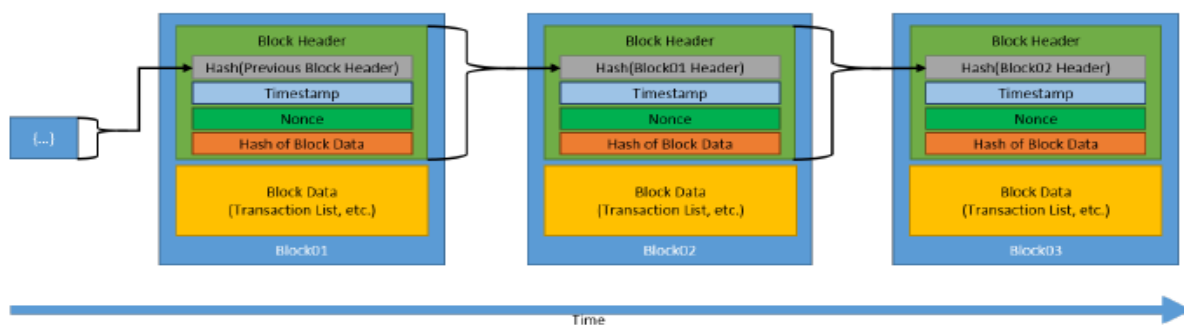 {...}
Block Header
Hash(Previous Block Header)
Timestamp
Nonce
Hash of Block Data
Block Data
(Transaction List, etc.)
Block01
Block Header
Hash(Block01 Header)
Timestamp
Nonce
Hash of Block Data
Block Data
(Transaction List, etc.)
Block02
Block Header
Hash(Block02 Header)
Timestamp
Nonce
Hash of Block Data
Block Data
(Transaction List, etc.)
Block03
Time